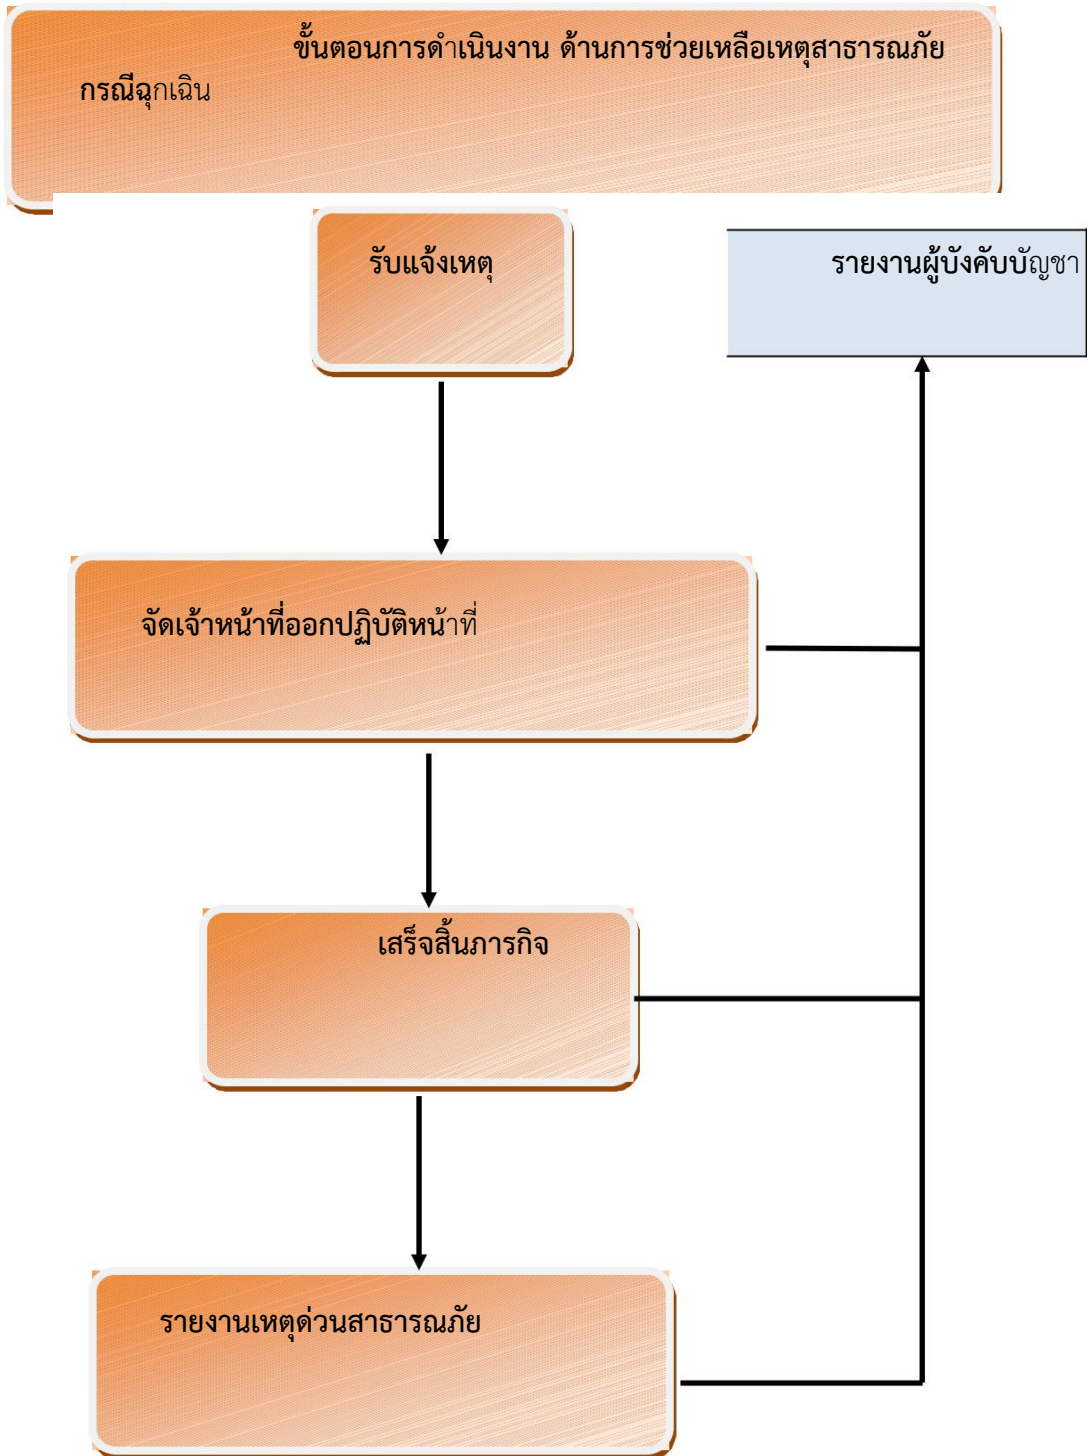 ขั้นตอนการดำเนินงาน ด้านการช่วยเหลือเหตุสาธารณภัย
กรณีฉุกเฉิน
รับแจ้งเหตุ
รายงานผู้บังคับบัญชา
จัดเจ้าหน้าที่ออกปฏิบัติหน้าที่
เสร็จสิ้นภารกิจ
รายงานเหตุด่วนสาธารณภัย